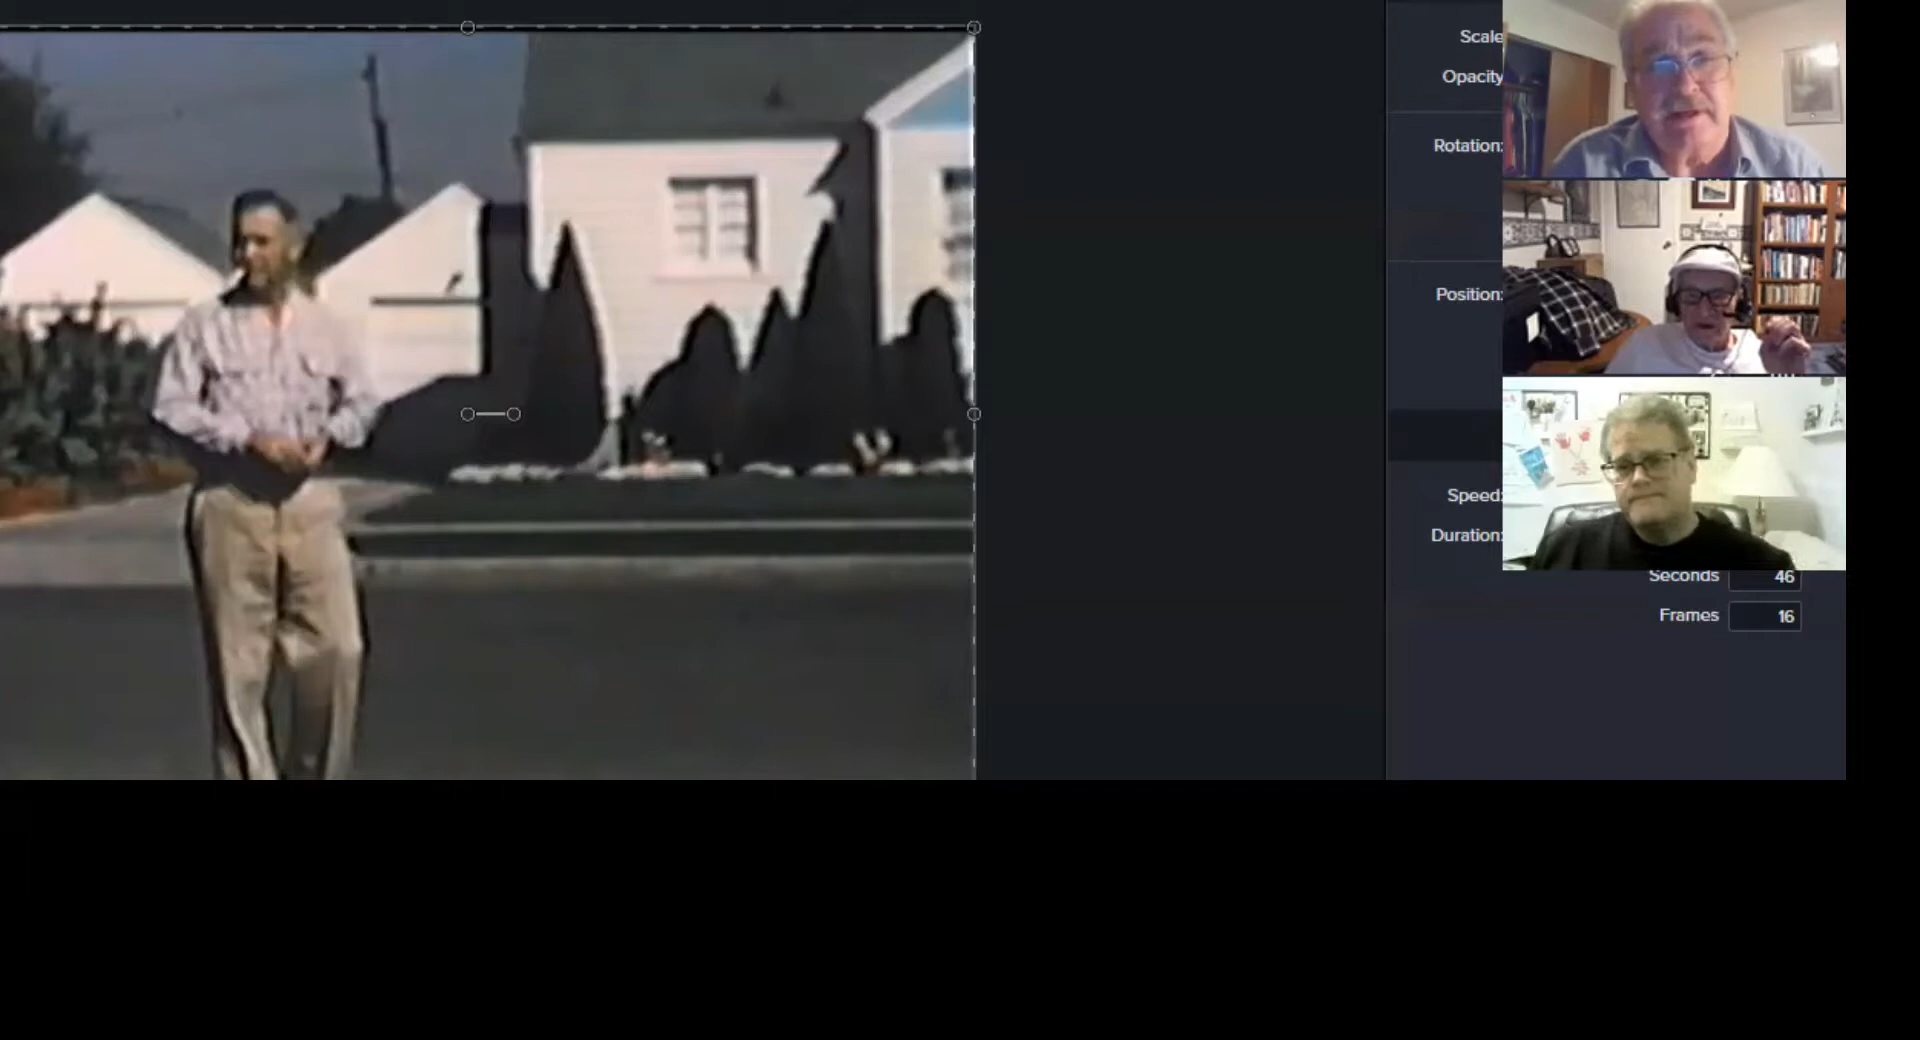 Scale
Opacity
Rotation:
Position:
Speed:
Duration:
Seconds 46
Frames 16